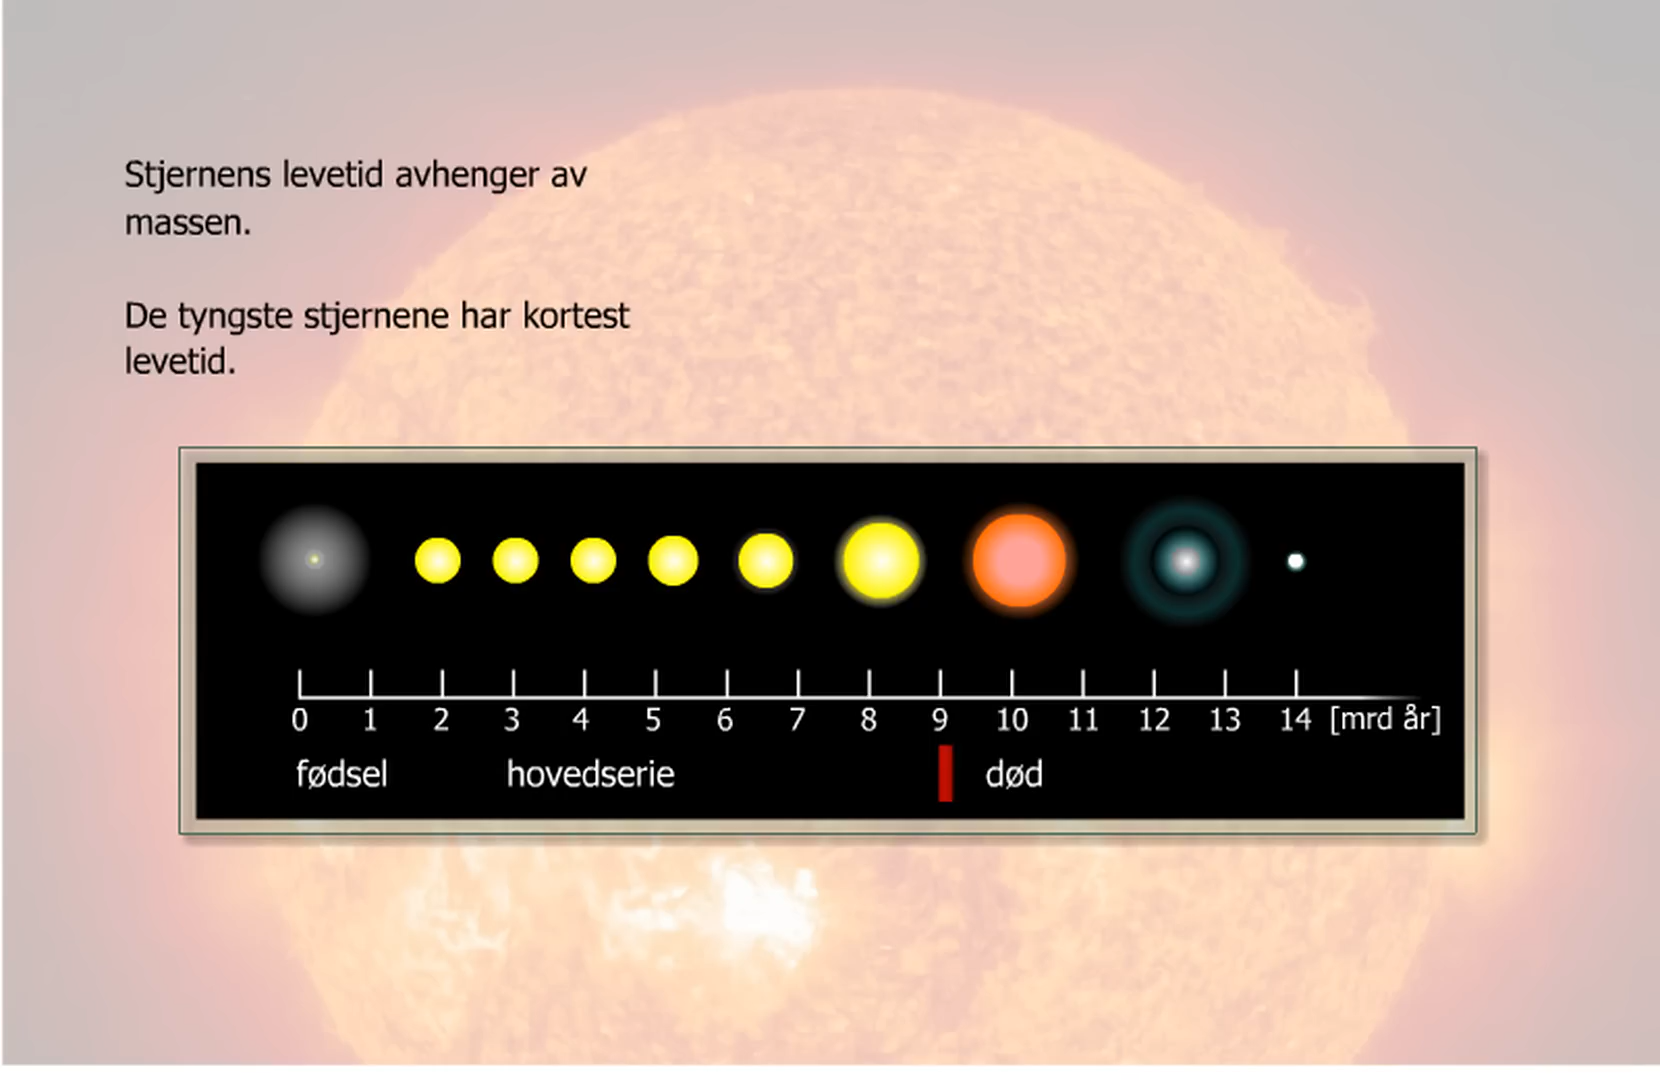 Stjernens levetid avhenger av
massen.
De tyngste stjernene har kortest
levetid.
0 1 2 3 4 5 6 7 8 9 10 11 12 13 14 [mrd år]
fødsel hovedserie død